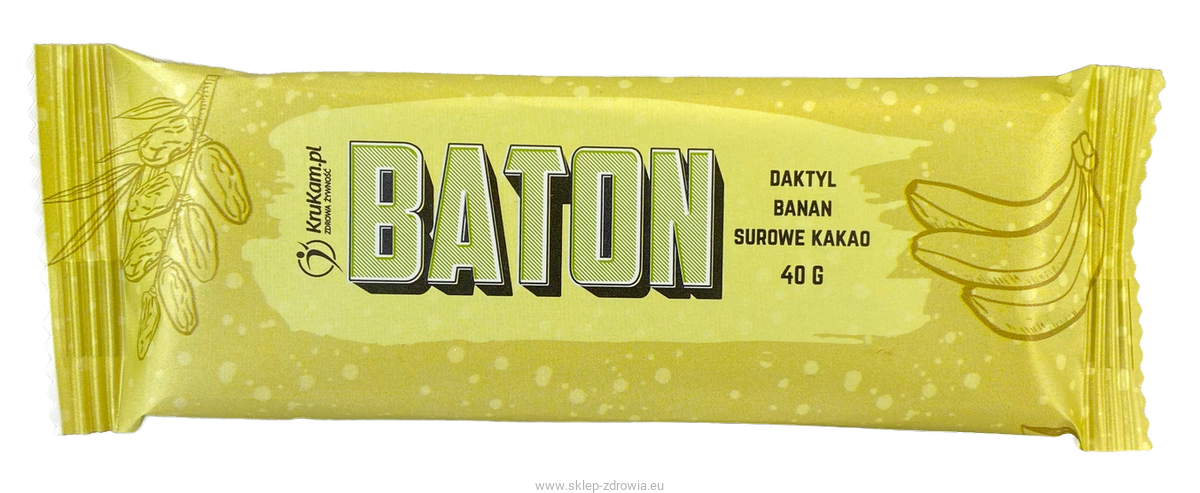 KruKam.pl
ZDROWA ŻYWNOŚĆ
BATON
DAKTYL
BANAN
SUROWE KAKAO
40 G
www.sklep-zdrowia.eu